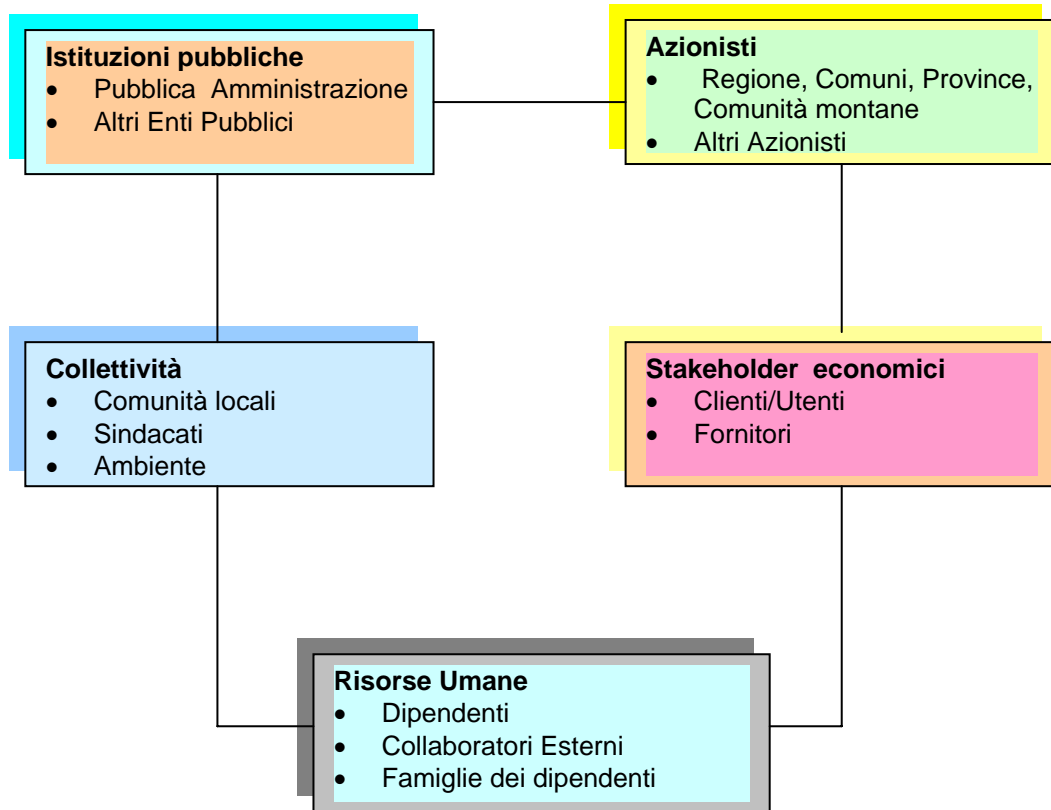 Istituzioni pubbliche
• Pubblica Amministrazione
• Altri Enti Pubblici
Azionisti
• Regione, Comuni, Province,
Comunità montane
• Altri Azionisti
Collettività
• Comunità locali
• Sindacati
• Ambiente
Stakeholder economici
• Clienti/Utenti
• Fornitori
Risorse Umane
• Dipendenti
• Collaboratori Esterni
• Famiglie dei dipendenti